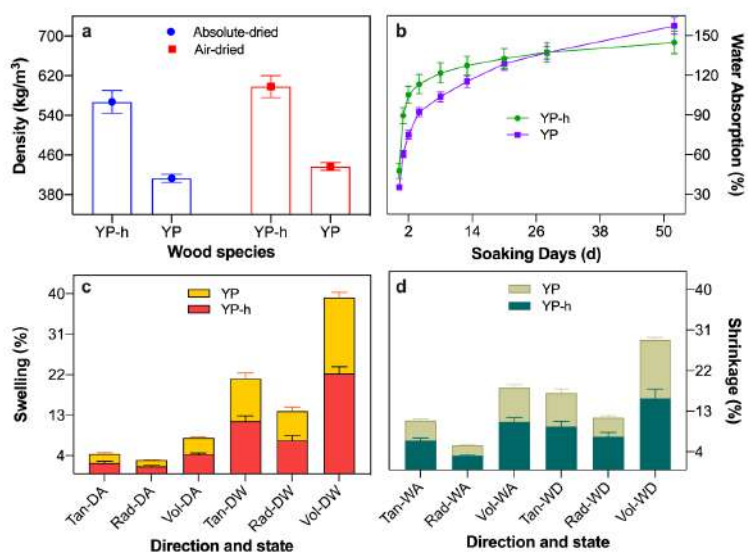 a
Absolute-dried
Air-dried
Density (kg/m³)
700
620
540
460
380
YP-h
YP
YP-h
YP
Wood species
b
YP-h
YP
Water Absorption (%)
150
120
90
60
30
2
14
26
38
50
Soaking Days (d)
c
YP
YP-h
Swelling (%)
40
31
22
13
4
Tan-DA
Rad-DA
Vol-DA
Tan-DW
Rad-DW
Vol-DW
Direction and state
d
YP
YP-h
Shrinkage (%)
40
31
22
13
4
Tan-WA
Rad-WA
Vol-WA
Tan-WD
Rad-WD
Vol-WD
Direction and state